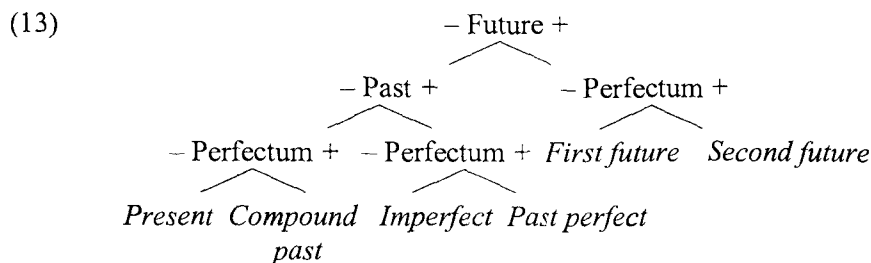 (13)
– Future +
– Past + – Perfectum +
– Perfectum + – Perfectum + First future Second future
Present Compound Imperfect Past perfect
past